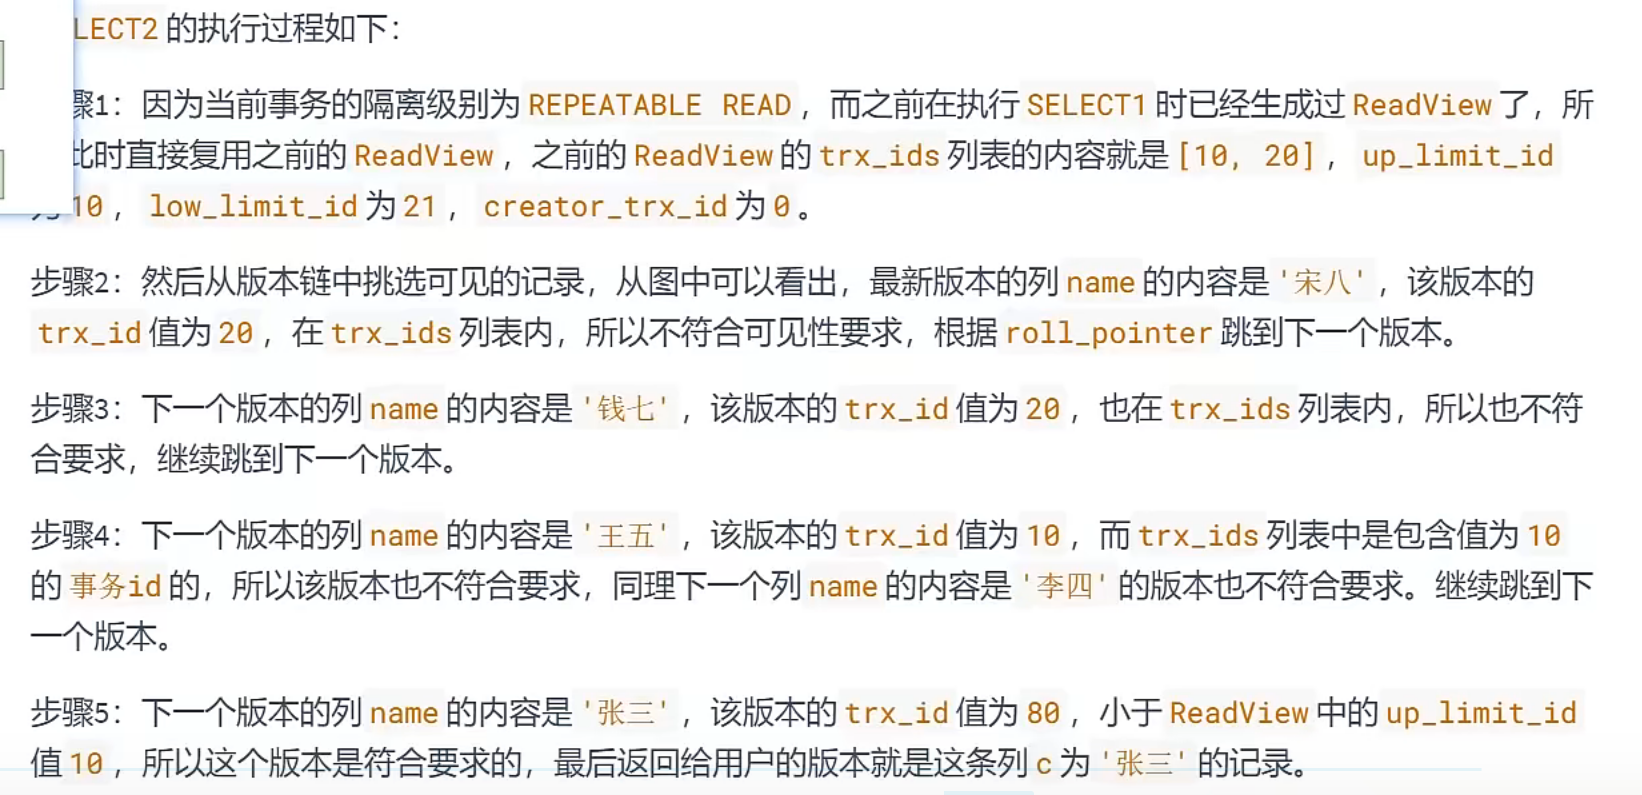 LECT2 的执行过程如下：
骤1：因为当前事务的隔离级别为 REPEATABLE READ ，而之前在执行 SELECT1 时已经生成过 ReadView 了，所
此时直接复用之前的 ReadView ，之前的 ReadView 的 trx_ids 列表的内容就是 [10, 20] ， up_limit_id
为 10 ， low_limit_id 为 21 ， creator_trx_id 为 0 。
步骤2：然后从版本链中挑选可见的记录，从图中可以看出，最新版本的列 name 的内容是 '宋八' ，该版本的
trx_id 值为 20 ，在 trx_ids 列表内，所以不符合可见性要求，根据 roll_pointer 跳到下一个版本。
步骤3：下一个版本的列 name 的内容是 '钱七' ，该版本的 trx_id 值为 20 ，也在 trx_ids 列表内，所以也不符
合要求，继续跳到下一个版本。
步骤4：下一个版本的列 name 的内容是 '王五' ，该版本的 trx_id 值为 10 ，而 trx_ids 列表中是包含值为 10
的 事务id 的，所以该版本也不符合要求，同理下一个列 name 的内容是 '李四' 的版本也不符合要求。继续跳到下
一个版本。
步骤5：下一个版本的列 name 的内容是 '张三' ，该版本的 trx_id 值为 80 ，小于 ReadView 中的 up_limit_id
值 10 ，所以这个版本是符合要求的，最后返回给用户的版本就是这条列 c 为 '张三' 的记录。